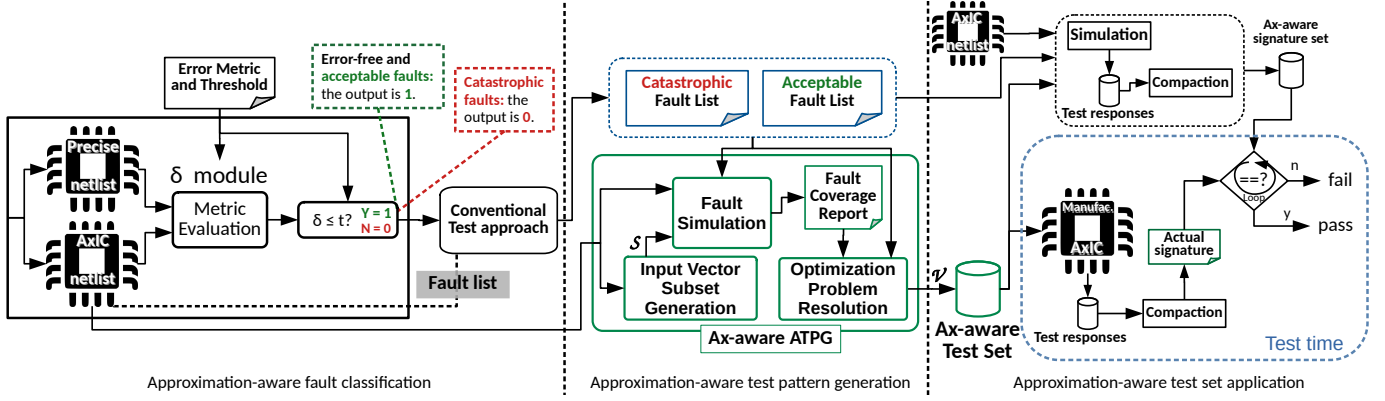 Error Metric
and Threshold
Error-free and
acceptable faults:
the output is 1.
Catastrophic
faults: the
output is 0.
Precise
netlist
AxIC
netlist
δ module
Metric
Evaluation
δ ≤ t?
Y = 1
N = 0
Conventional
Test approach
Fault list
Approximation-aware fault classification
Catastrophic
Fault List
Acceptable
Fault List
Fault
Simulation
Fault
Coverage
Report
S
Input Vector
Subset
Generation
Optimization
Problem
Resolution
Ax-aware ATPG
Approximation-aware test pattern generation
V
Ax-aware
Test Set
AxIC
netlist
Simulation
Test responses
Compaction
Ax-aware
signature set
==?
Loop
n
fail
y
pass
Manufac.
AxIC
Actual
signature
Test responses
Compaction
Test time
Approximation-aware test set application